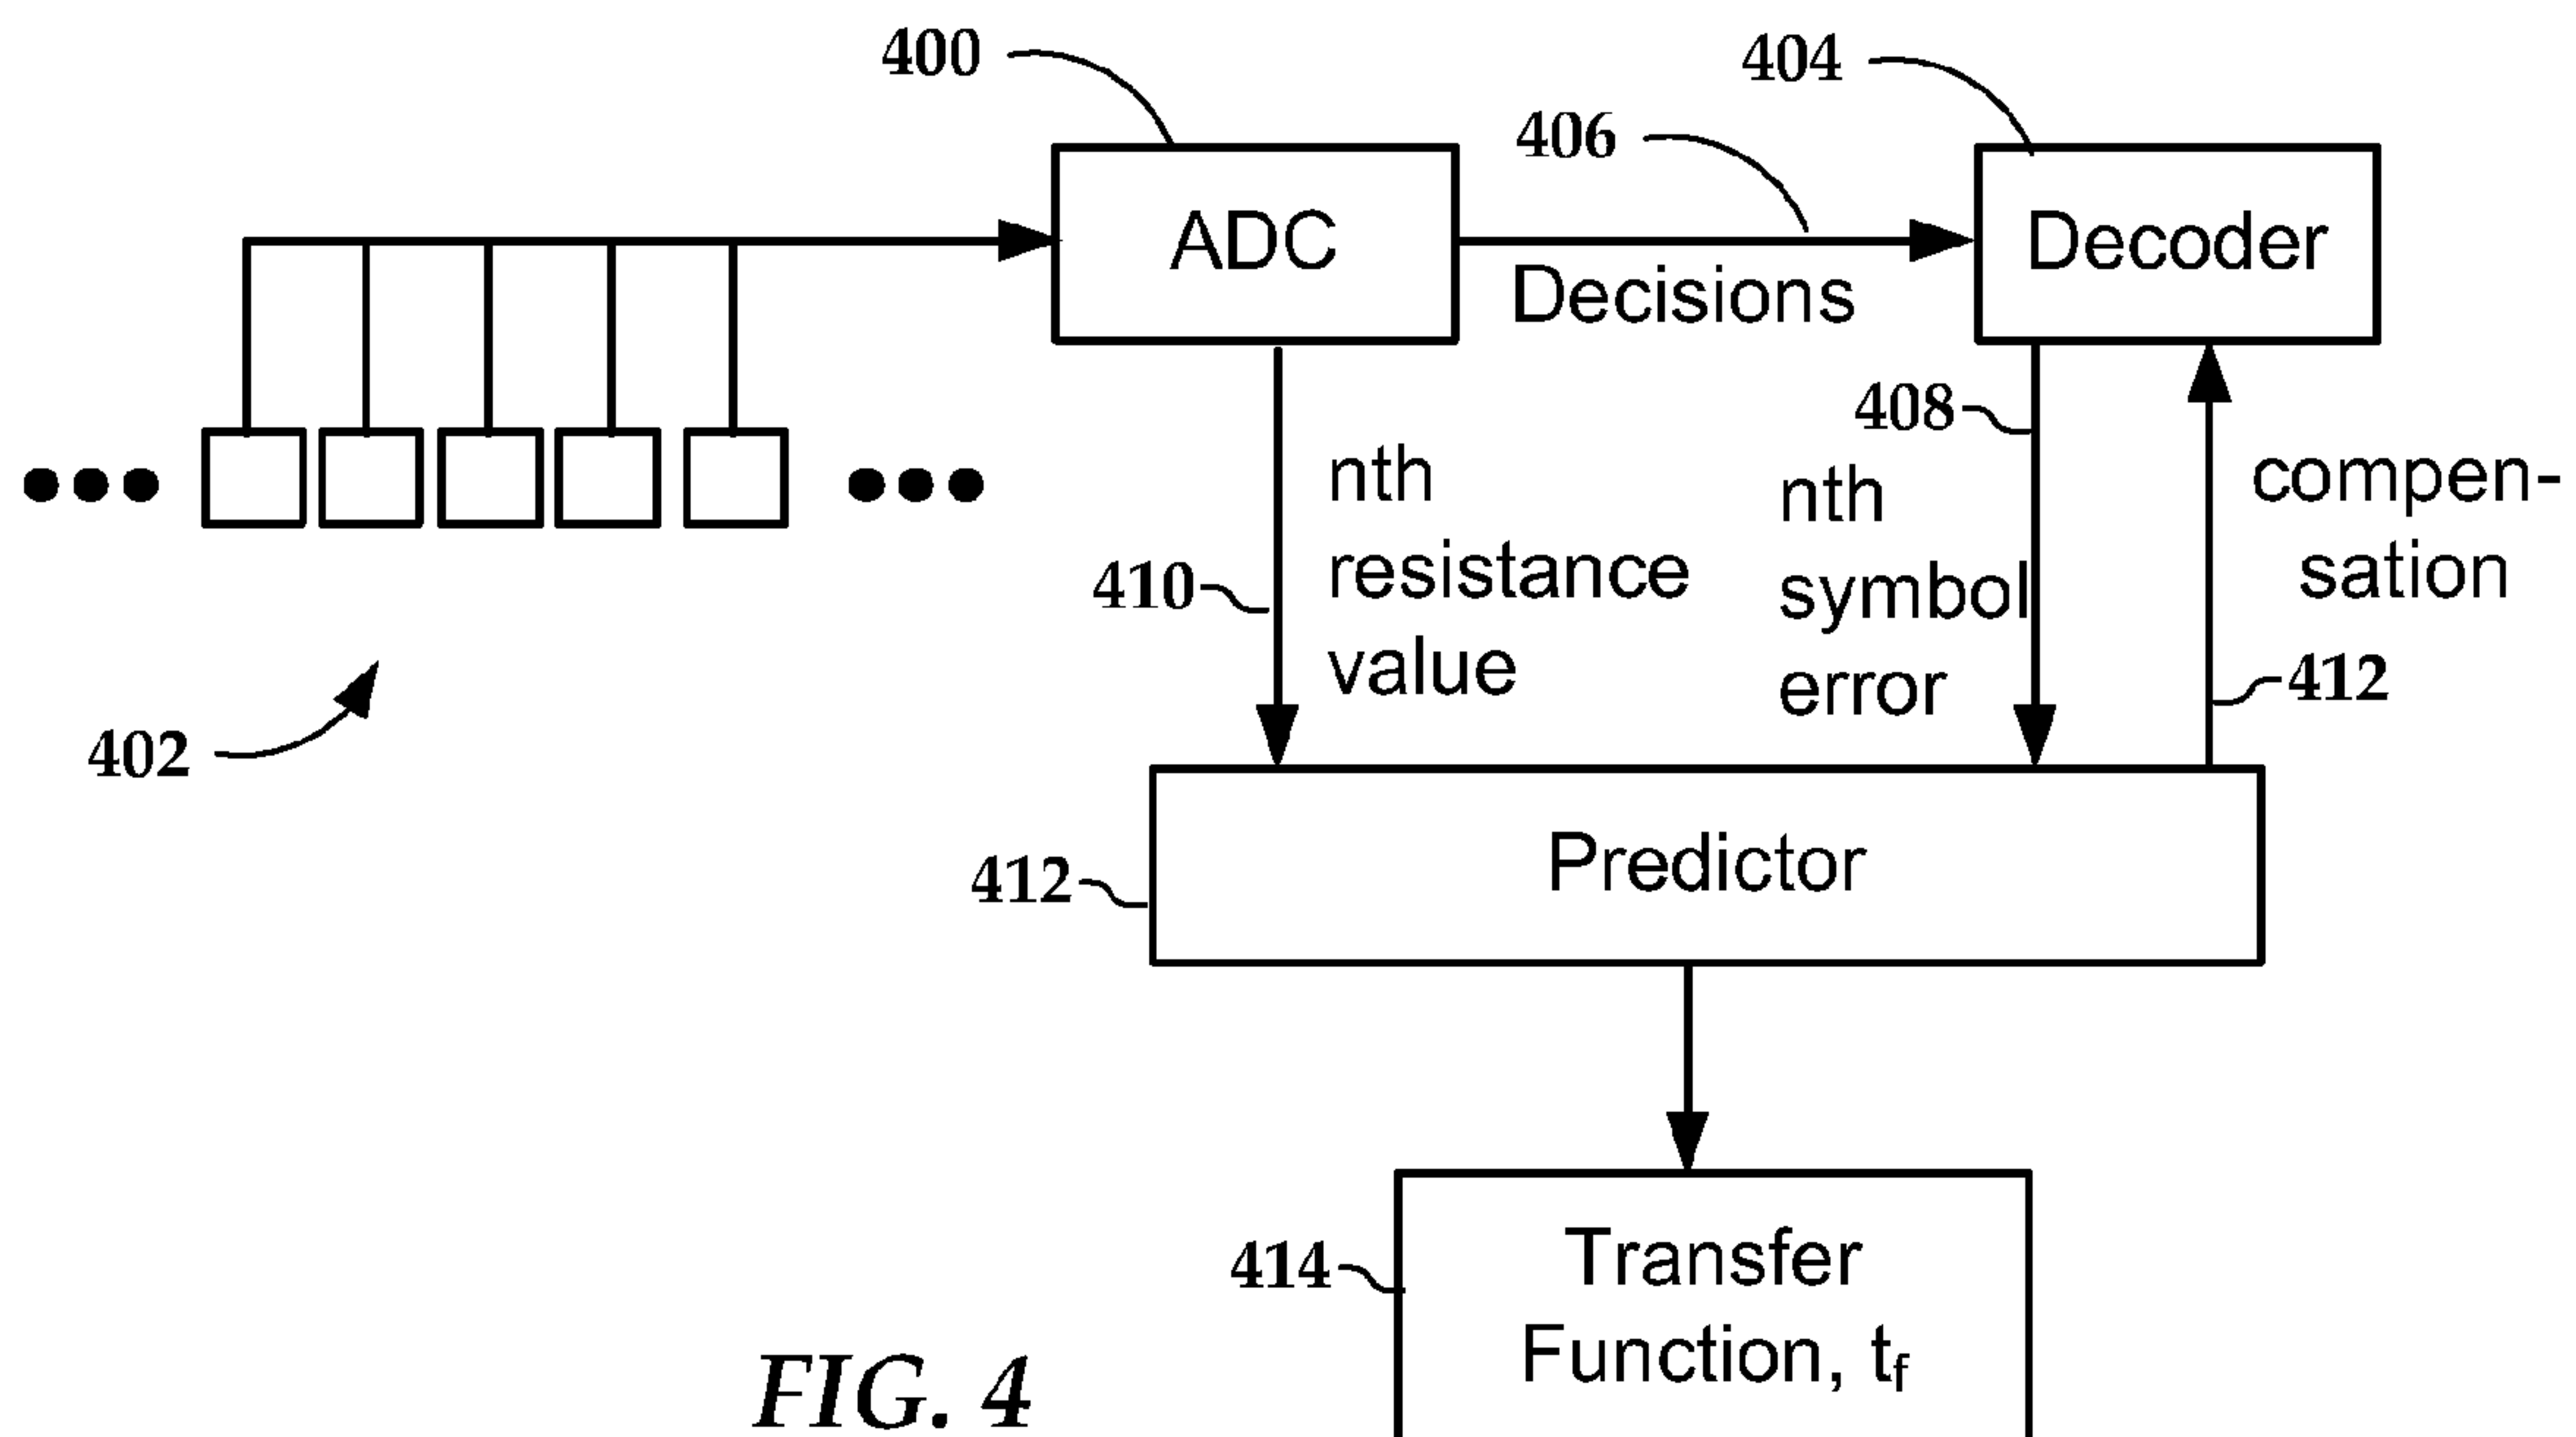 400
404
406
ADC
Decoder
Decisions
408
nth
resistance
value
nth
symbol
error
compen-
sation
410
412
402
412
Predictor
414
Transfer
Function, tf
FIG. 4